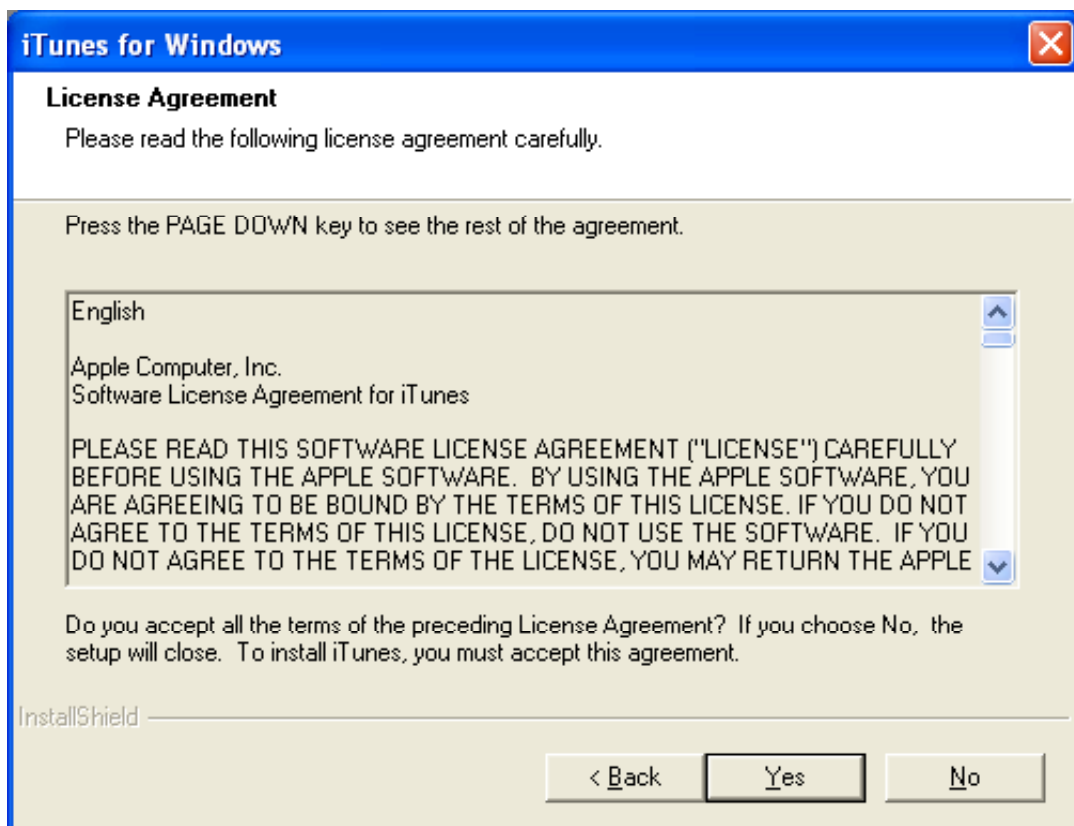 iTunes for Windows
License Agreement
Please read the following license agreement carefully.
Press the PAGE DOWN key to see the rest of the agreement.
English
Apple Computer, Inc.
Software License Agreement for iTunes
PLEASE READ THIS SOFTWARE LICENSE AGREEMENT ("LICENSE") CAREFULLY
BEFORE USING THE APPLE SOFTWARE.  BY USING THE APPLE SOFTWARE, YOU
ARE AGREEING TO BE BOUND BY THE TERMS OF THIS LICENSE. IF YOU DO NOT
AGREE TO THE TERMS OF THIS LICENSE, DO NOT USE THE SOFTWARE.  IF YOU
DO NOT AGREE TO THE TERMS OF THE LICENSE, YOU MAY RETURN THE APPLE
Do you accept all the terms of the preceding License Agreement?  If you choose No,  the
setup will close.  To install iTunes, you must accept this agreement.
InstallShield
< Back Yes No